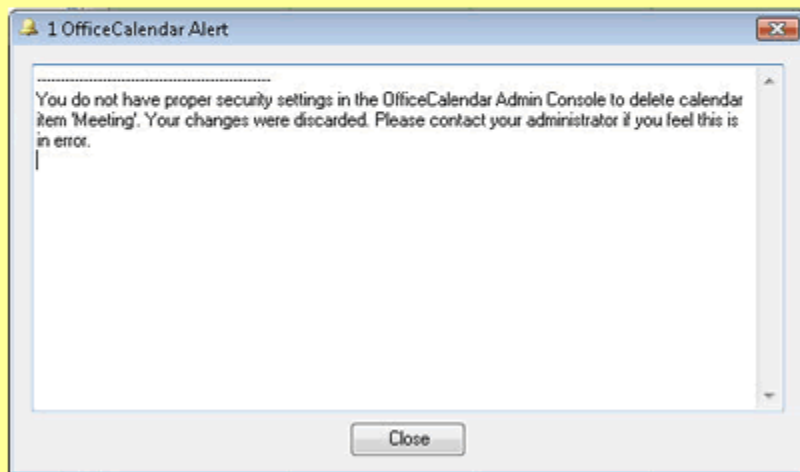 1 OfficeCalendar Alert
--------------------------------------------------
You do not have proper security settings in the OfficeCalendar Admin Console to delete calendar
item 'Meeting'. Your changes were discarded. Please contact your administrator if you feel this is
in error.
Close